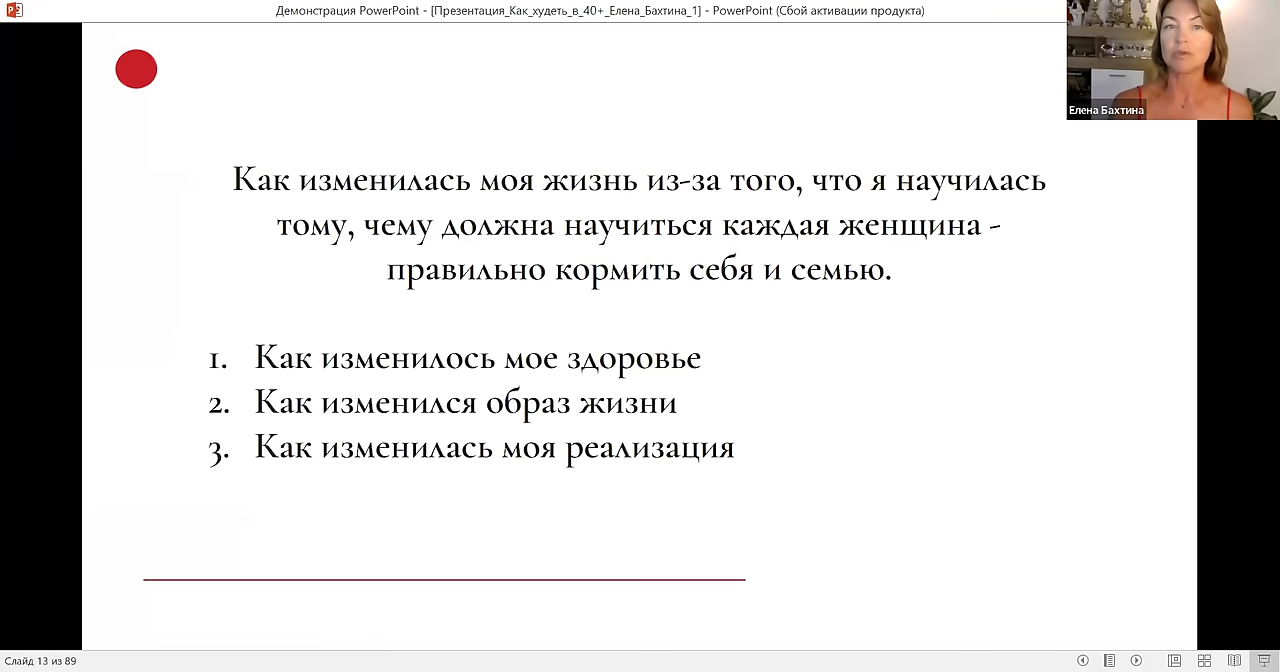 Демонстрация PowerPoint - [Презентация_Как_худеть_в_40+_Елена_Бахтина_1] - PowerPoint (Сбой активации продукта)
Елена Бахтина
Как изменилась моя жизнь из-за того, что я научилась
тому, чему должна научиться каждая женщина -
правильно кормить себя и семью.
1. Как изменилось мое здоровье
2. Как изменился образ жизни
3. Как изменилась моя реализация
Слайд 13 из 89